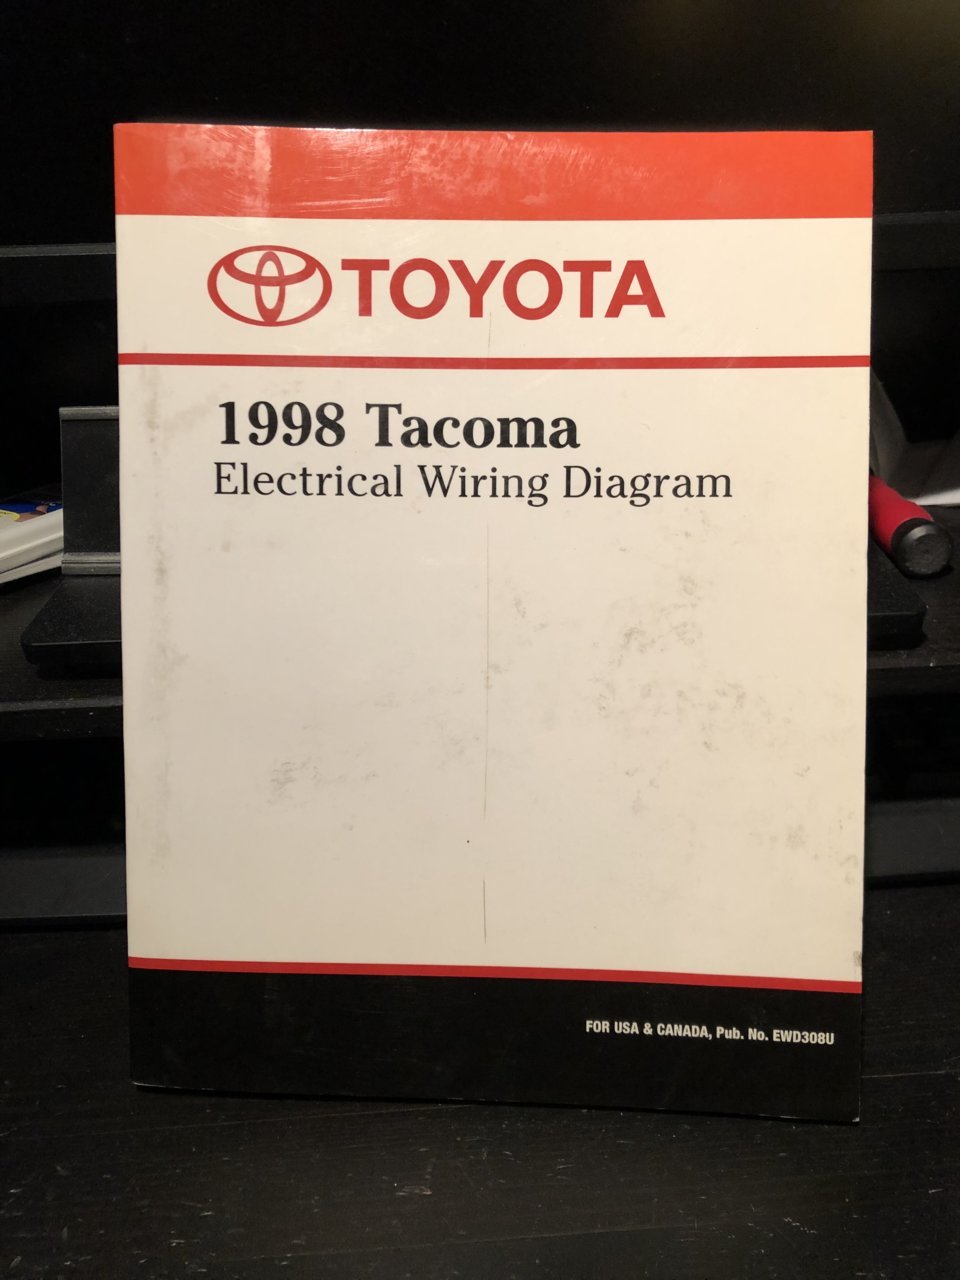 TOYOTA
1998 Tacoma
Electrical Wiring Diagram
FOR USA & CANADA, Pub. No. EWD308U